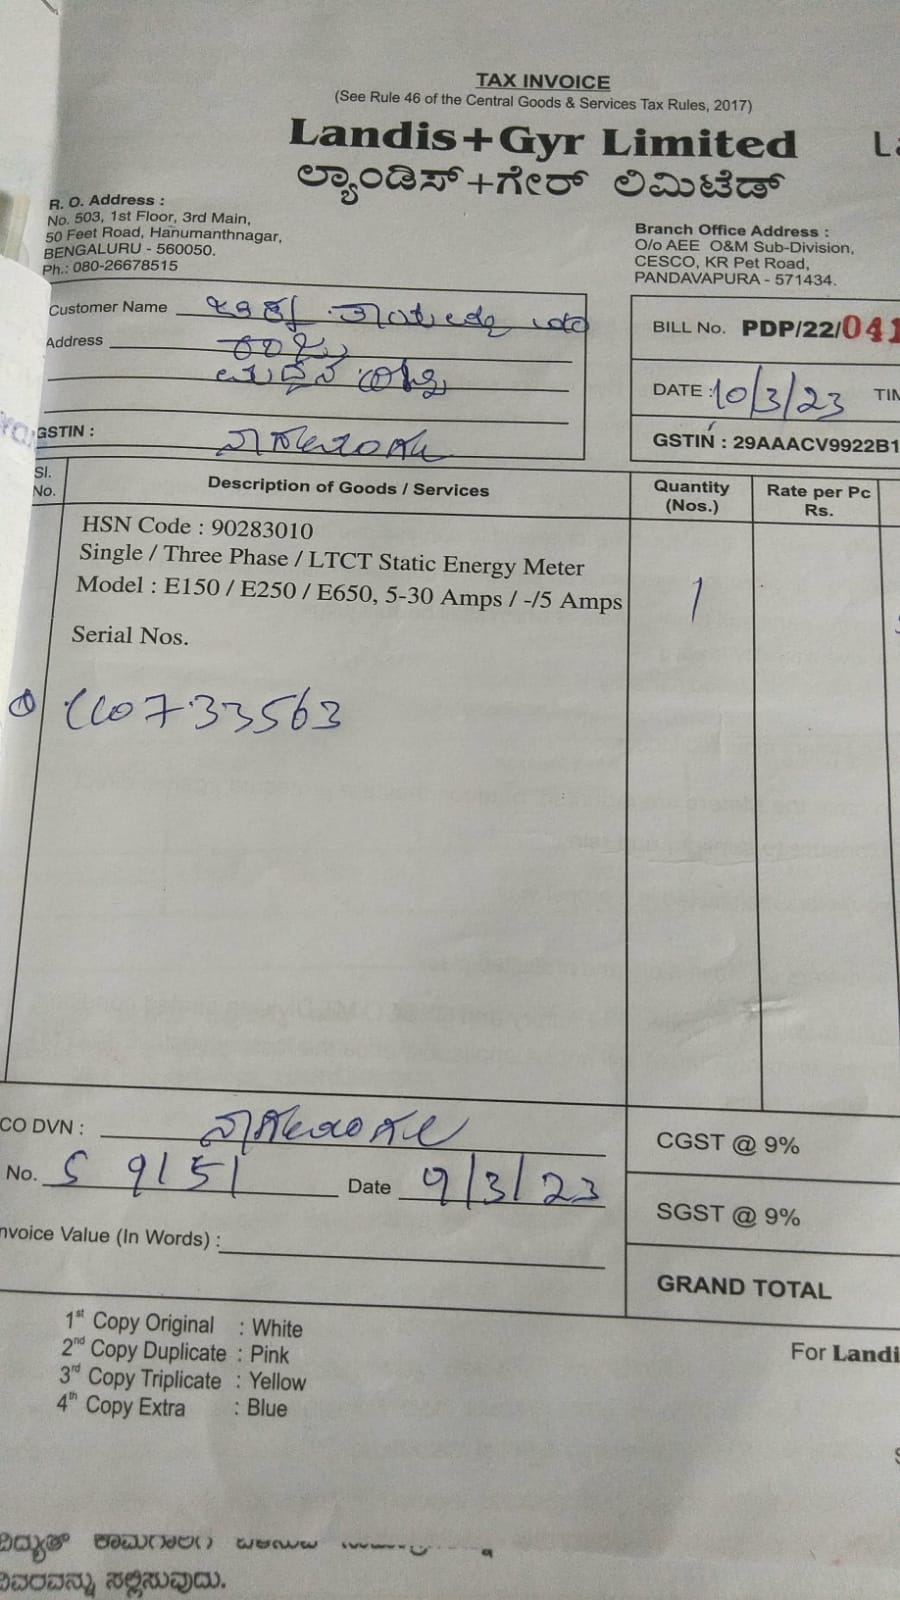 TAX INVOICE
(See Rule 46 of the Central Goods & Services Tax Rules, 2017)
Landis+Gyr Limited
ಲ್ಯಾಂಡಿಸ್+ಗೇರ್ ಲಿಮಿಟೆಡ್
R. O. Address :
No. 503, 1st Floor, 3rd Main,
50 Feet Road, Hanumanthnagar,
BENGALURU - 560050.
Ph.: 080-26678515
Branch Office Address :
O/o AEE O&M Sub-Division,
CESCO, KR Pet Road,
PANDAVAPURA - 571434.
Customer Name
Address
GSTIN :
BILL No. PDP/22/041
DATE : 10/3/23 TIM
GSTIN : 29AAACV9922B1
Sl. No. Description of Goods / Services Quantity (Nos.) Rate per Pc Rs.
HSN Code : 90283010
Single / Three Phase / LTCT Static Energy Meter
Model : E150 / E250 / E650, 5-30 Amps / -/5 Amps 1
Serial Nos.
733563
CO DVN :
No. S 9151 Date 9/3/23
nvoice Value (In Words) :
CGST @ 9%
SGST @ 9%
GRAND TOTAL
1st Copy Original : White
2nd Copy Duplicate : Pink
3rd Copy Triplicate : Yellow
4th Copy Extra : Blue
For Landi
ವಿವರವನ್ನು ಸಲ್ಲಿಸುವುದು.